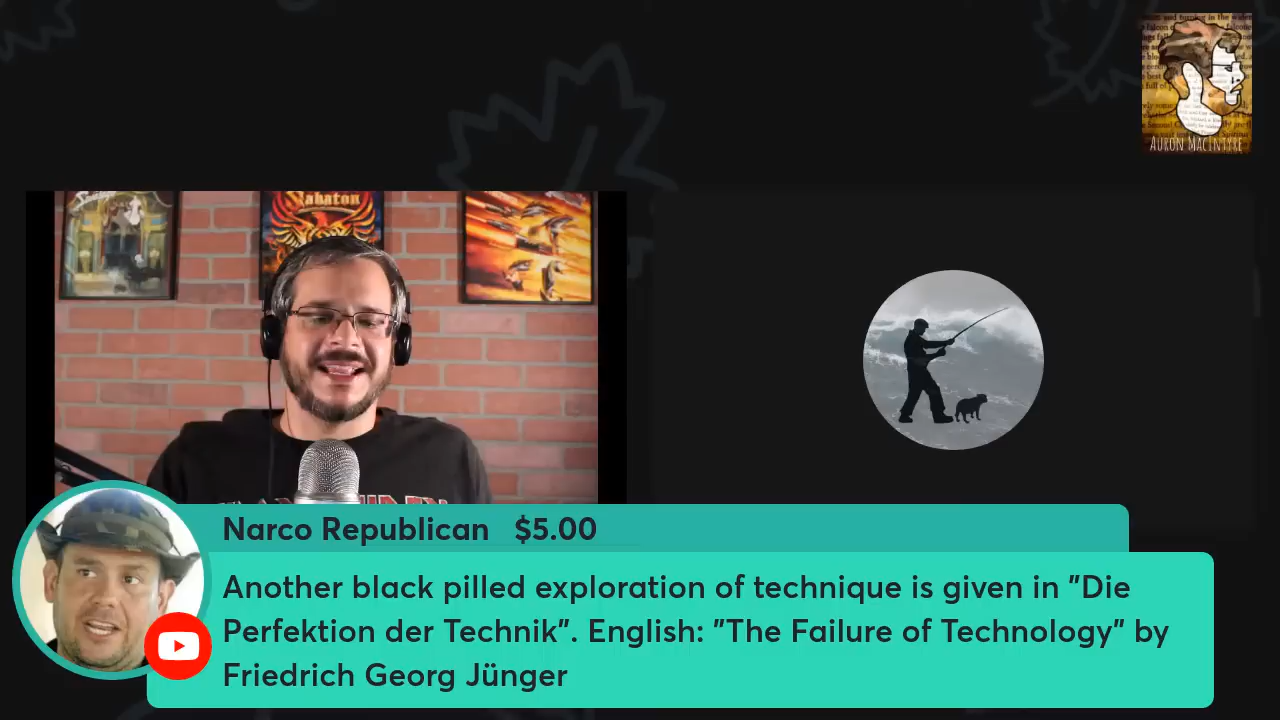 AURON MACINTYRE
Sabaton
Narco Republican $5.00
Another black pilled exploration of technique is given in "Die
Perfektion der Technik". English: "The Failure of Technology" by
Friedrich Georg Jünger